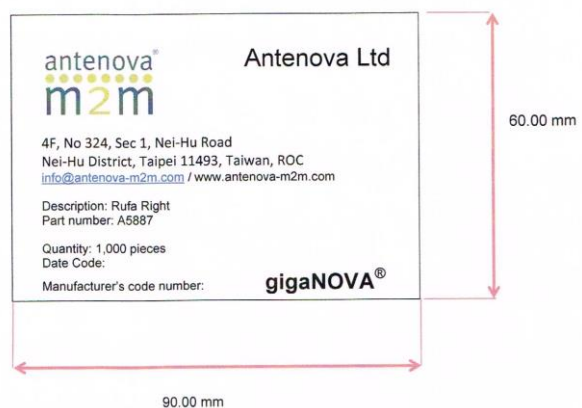 antenova®
m2m
Antenova Ltd
4F, No 324, Sec 1, Nei-Hu Road
Nei-Hu District, Taipei 11493, Taiwan, ROC
info@antenova-m2m.com / www.antenova-m2m.com
Description: Rufa Right
Part number: A5887
Quantity: 1,000 pieces
Date Code:
Manufacturer's code number:
gigaNOVA®
60.00 mm
90.00 mm